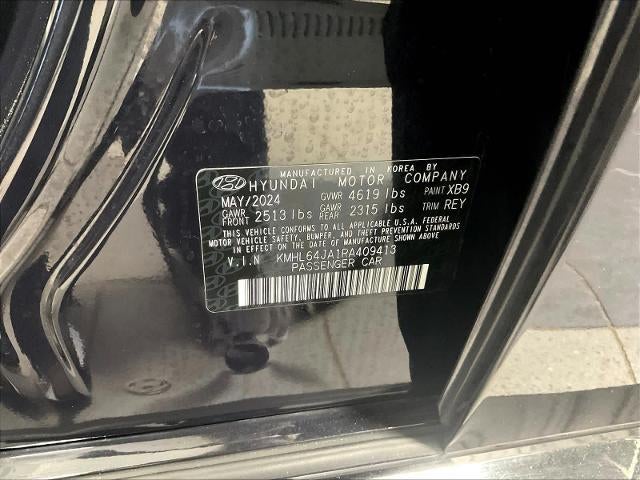 MANUFACTURED IN KOREA BY
HYUNDAI MOTOR COMPANY
MAY/2024 GVWR 4619 lbs PAINT XB9
GAWR FRONT 2513 lbs GAWR REAR 2315 lbs TRIM REY
THIS VEHICLE CONFORMS TO ALL APPLICABLE U.S.A. FEDERAL
MOTOR VEHICLE SAFETY, BUMPER, AND THEFT PREVENTION STANDARDS
IN EFFECT ON THE DATE OF MANUFACTURE SHOWN ABOVE.
V.I.N KMHL64JA1RA409413
PASSENGER CAR